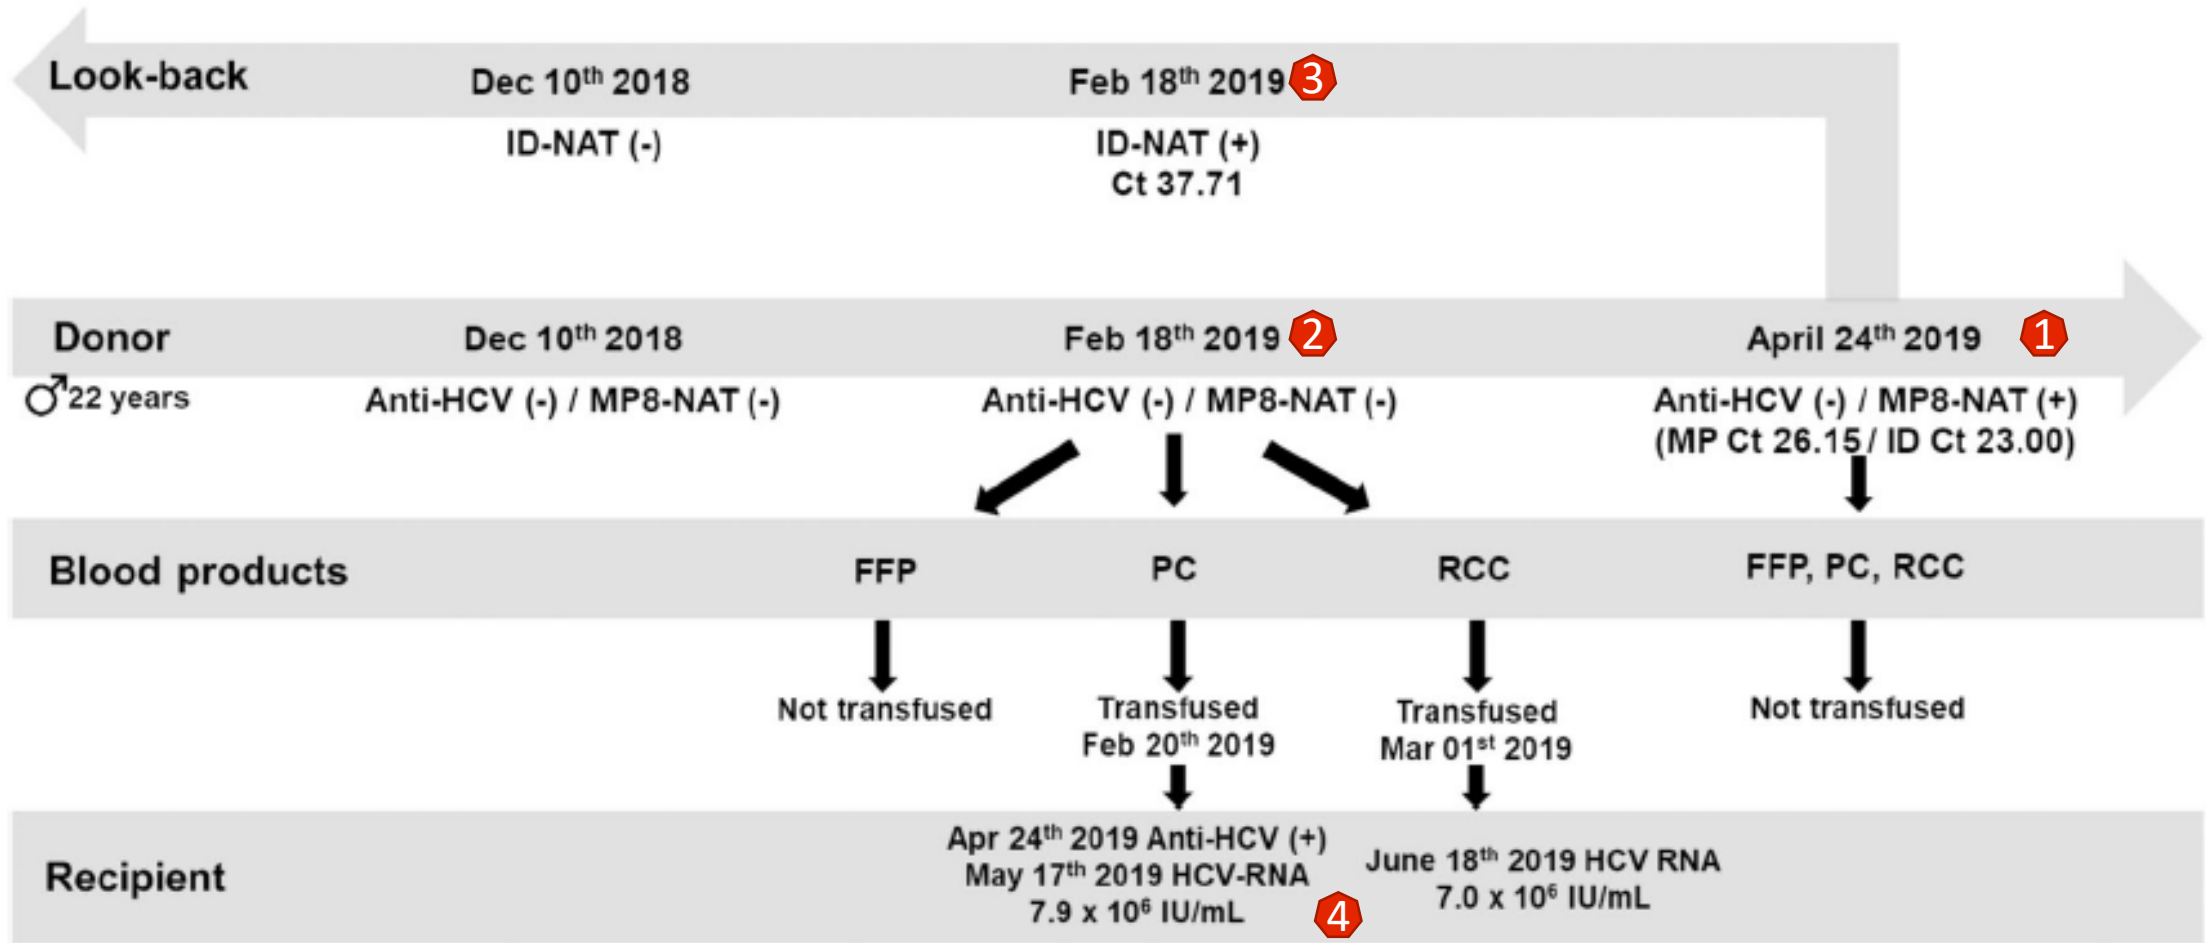 Look-back Dec 10th 2018 Feb 18th 2019 3
ID-NAT (-) ID-NAT (+)
Ct 37.71
Donor Dec 10th 2018 Feb 18th 2019 2 April 24th 2019 1
♂ 22 years Anti-HCV (-) / MP8-NAT (-) Anti-HCV (-) / MP8-NAT (-) Anti-HCV (-) / MP8-NAT (+)
(MP Ct 26.15 / ID Ct 23.00)
Blood products FFP PC RCC FFP, PC, RCC
Not transfused Transfused Transfused Not transfused
Feb 20th 2019 Mar 01st 2019
Recipient
Apr 24th 2019 Anti-HCV (+)
May 17th 2019 HCV-RNA
7.9 x 10⁶ IU/mL 4
June 18th 2019 HCV RNA
7.0 x 10⁶ IU/mL